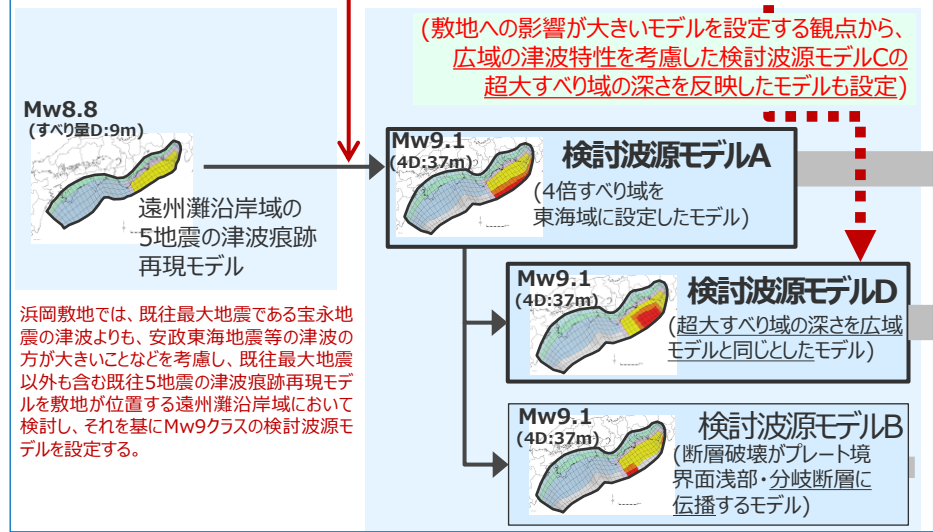 (敷地への影響が大きいモデルを設定する観点から、
広域の津波特性を考慮した検討波源モデルCの
超大すべり域の深さを反映したモデルも設定)
Mw8.8
(すべり量D:9m)
遠州灘沿岸域の
5地震の津波痕跡
再現モデル
Mw9.1
(4D:37m)
検討波源モデルA
(4倍すべり域を
東海域に設定したモデル)
Mw9.1
(4D:37m)
検討波源モデルD
(超大すべり域の深さを広域
モデルと同じとしたモデル)
浜岡敷地では、既往最大地震である宝永地
震の津波よりも、安政東海地震等の津波の
方が大きいことなどを考慮し、既往最大地震
以外も含む既往5地震の津波痕跡再現モデ
ルを敷地が位置する遠州灘沿岸域において
検討し、それを基にMw9クラスの検討波源モ
デルを設定する。
Mw9.1
(4D:37m)
検討波源モデルB
(断層破壊がプレート境
界面浅部・分岐断層に
伝播するモデル)